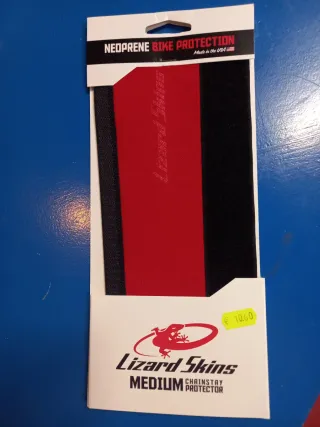 NEOPRENE BIKE PROTECTION
Made in the USA
Lizard Skins
Lizard Skins
MEDIUM CHAINSTAY
PROTECTOR